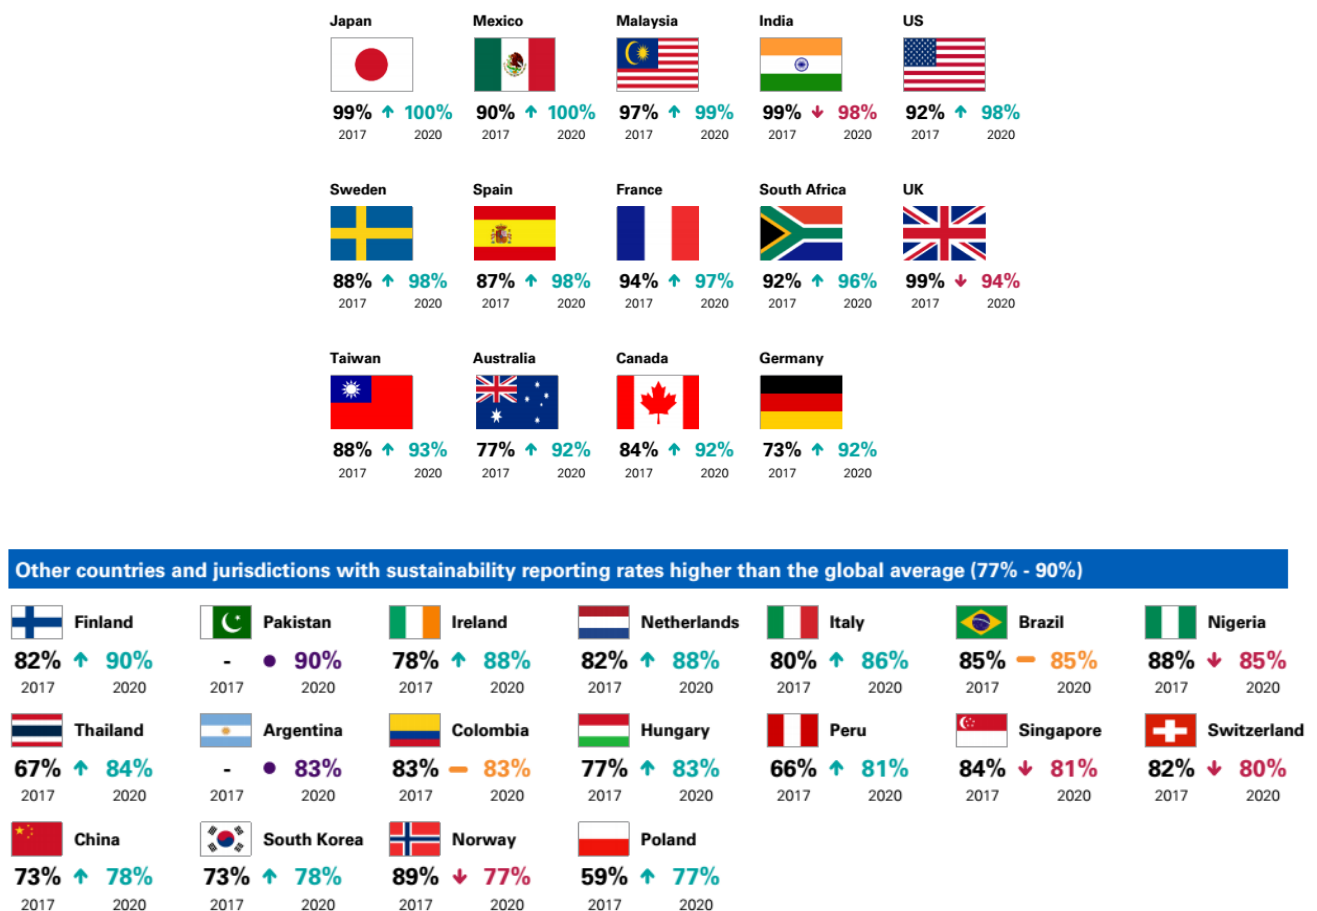 Japan Mexico Malaysia India US
99% 100% 90% 100% 97% 99% 99% 98% 92% 98%
2017 2020 2017 2020 2017 2020 2017 2020 2017 2020
Sweden Spain France South Africa UK
88% 98% 87% 98% 94% 97% 92% 96% 99% 94%
2017 2020 2017 2020 2017 2020 2017 2020 2017 2020
Taiwan Australia Canada Germany
88% 93% 77% 92% 84% 92% 73% 92%
2017 2020 2017 2020 2017 2020 2017 2020
Other countries and jurisdictions with sustainability reporting rates higher than the global average (77% - 90%)
Finland Pakistan Ireland Netherlands Italy Brazil Nigeria
82% 90% - 90% 78% 88% 82% 88% 80% 86% 85% 85% 88% 85%
2017 2020 2017 2020 2017 2020 2017 2020 2017 2020 2017 2020 2017 2020
Thailand Argentina Colombia Hungary Peru Singapore Switzerland
67% 84% - 83% 83% 83% 77% 83% 66% 81% 84% 81% 82% 80%
2017 2020 2017 2020 2017 2020 2017 2020 2017 2020 2017 2020 2017 2020
China South Korea Norway Poland
73% 78% 73% 78% 89% 77% 59% 77%
2017 2020 2017 2020 2017 2020 2017 2020